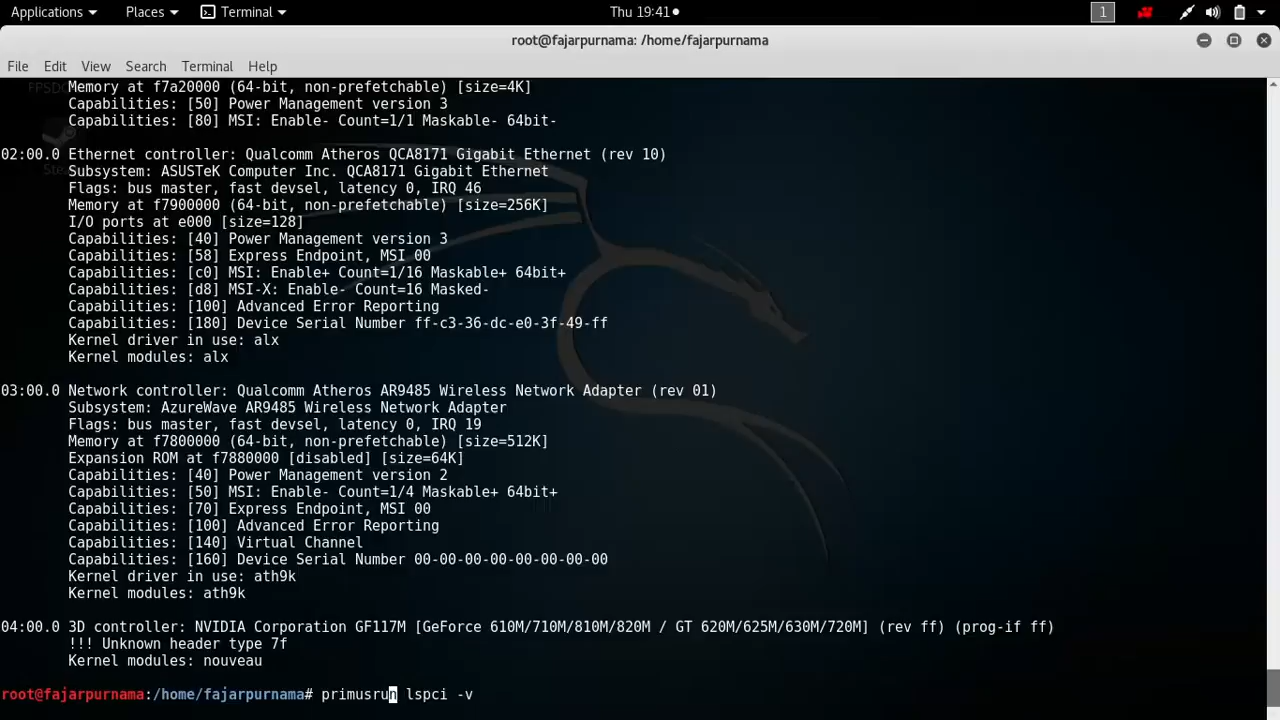 Applications Places Terminal Thu 19:41 1
root@fajarpurnama: /home/fajarpurnama
File Edit View Search Terminal Help
Memory at f7a20000 (64-bit, non-prefetchable) [size=4K]
Capabilities: [50] Power Management version 3
Capabilities: [80] MSI: Enable- Count=1/1 Maskable- 64bit-
02:00.0 Ethernet controller: Qualcomm Atheros QCA8171 Gigabit Ethernet (rev 10)
Subsystem: ASUSTeK Computer Inc. QCA8171 Gigabit Ethernet
Flags: bus master, fast devsel, latency 0, IRQ 46
Memory at f7900000 (64-bit, non-prefetchable) [size=256K]
I/O ports at e000 [size=128]
Capabilities: [40] Power Management version 3
Capabilities: [58] Express Endpoint, MSI 00
Capabilities: [c0] MSI: Enable+ Count=1/16 Maskable+ 64bit+
Capabilities: [d8] MSI-X: Enable- Count=16 Masked-
Capabilities: [100] Advanced Error Reporting
Capabilities: [180] Device Serial Number ff-c3-36-dc-e0-3f-49-ff
Kernel driver in use: alx
Kernel modules: alx
03:00.0 Network controller: Qualcomm Atheros AR9485 Wireless Network Adapter (rev 01)
Subsystem: AzureWave AR9485 Wireless Network Adapter
Flags: bus master, fast devsel, latency 0, IRQ 19
Memory at f7800000 (64-bit, non-prefetchable) [size=512K]
Expansion ROM at f7880000 [disabled] [size=64K]
Capabilities: [40] Power Management version 2
Capabilities: [50] MSI: Enable- Count=1/4 Maskable+ 64bit+
Capabilities: [70] Express Endpoint, MSI 00
Capabilities: [100] Advanced Error Reporting
Capabilities: [140] Virtual Channel
Capabilities: [160] Device Serial Number 00-00-00-00-00-00-00-00
Kernel driver in use: ath9k
Kernel modules: ath9k
04:00.0 3D controller: NVIDIA Corporation GF117M [GeForce 610M/710M/810M/820M / GT 620M/625M/630M/720M] (rev ff) (prog-if ff)
!!! Unknown header type 7f
Kernel modules: nouveau
root@fajarpurnama:/home/fajarpurnama# primusrun lspci -v